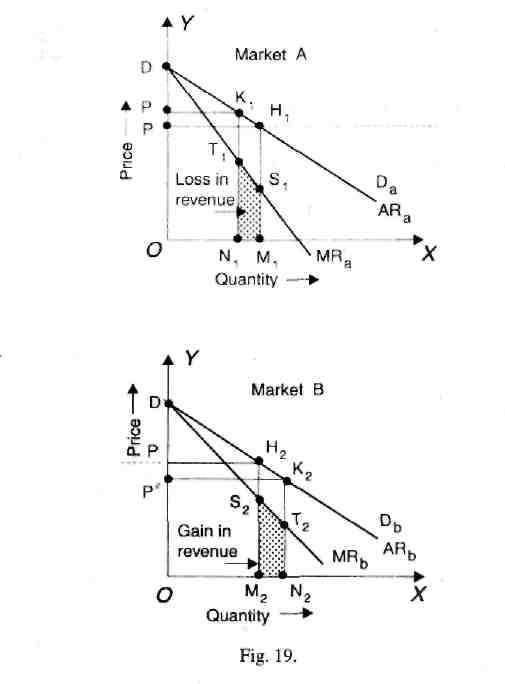 Y
Market A
D
K1
H1
P
P
T1
S1
Price
Loss in
revenue
Da
ARa
O
N1
M1
MRa
X
Quantity
Y
Market B
D
Price
P
H2
K2
P'
S2
T2
Db
ARb
Gain in
revenue
MRb
O
M2
N2
X
Quantity
Fig. 19.